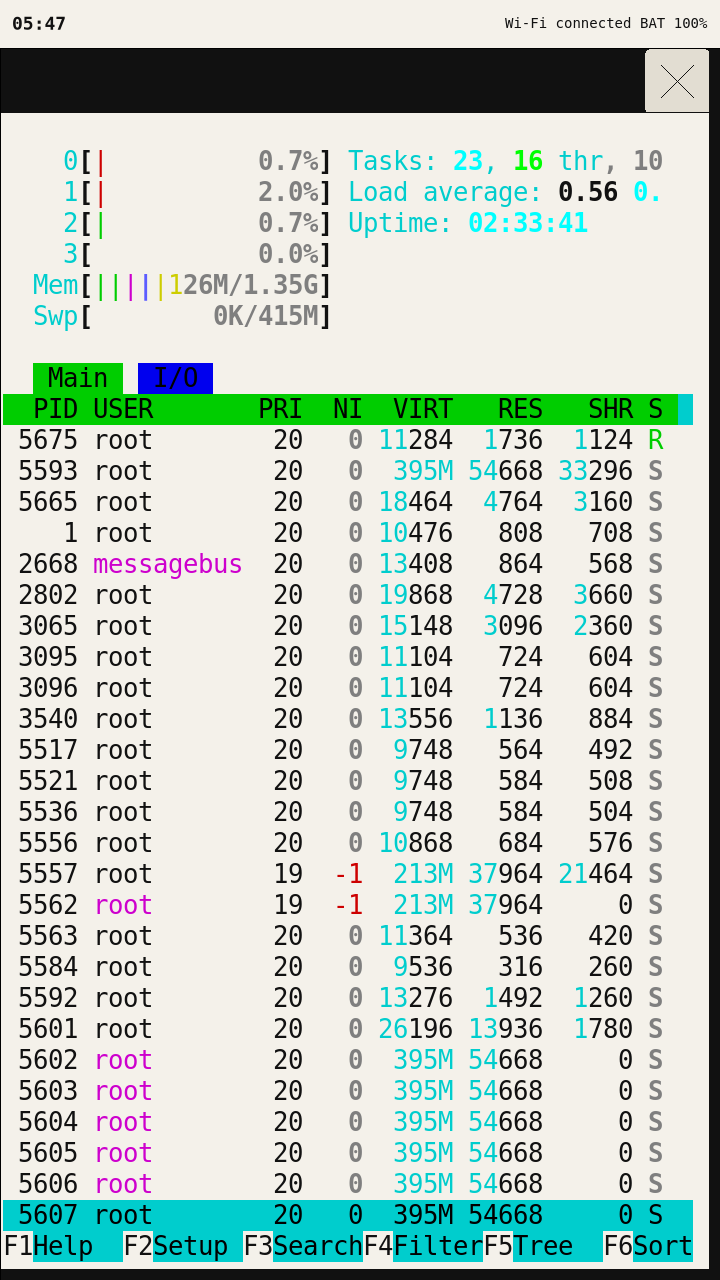 05:47 Wi-Fi connected BAT 100%
0[| 0.7%] Tasks: 23, 16 thr, 10
1[| 2.0%] Load average: 0.56 0.
2[| 0.7%] Uptime: 02:33:41
3[ 0.0%]
Mem[|||||126M/1.35G]
Swp[ 0K/415M]
Main I/O
PID USER PRI NI VIRT RES SHR S
5675 root 20 0 11284 1736 1124 R
5593 root 20 0 395M 54668 33296 S
5665 root 20 0 18464 4764 3160 S
1 root 20 0 10476 808 708 S
2668 messagebus 20 0 13408 864 568 S
2802 root 20 0 19868 4728 3660 S
3065 root 20 0 15148 3096 2360 S
3095 root 20 0 11104 724 604 S
3096 root 20 0 11104 724 604 S
3540 root 20 0 13556 1136 884 S
5517 root 20 0 9748 564 492 S
5521 root 20 0 9748 584 508 S
5536 root 20 0 9748 584 504 S
5556 root 20 0 10868 684 576 S
5557 root 19 -1 213M 37964 21464 S
5562 root 19 -1 213M 37964 0 S
5563 root 20 0 11364 536 420 S
5584 root 20 0 9536 316 260 S
5592 root 20 0 13276 1492 1260 S
5601 root 20 0 26196 13936 1780 S
5602 root 20 0 395M 54668 0 S
5603 root 20 0 395M 54668 0 S
5604 root 20 0 395M 54668 0 S
5605 root 20 0 395M 54668 0 S
5606 root 20 0 395M 54668 0 S
5607 root 20 0 395M 54668 0 S
F1Help F2Setup F3SearchF4FilterF5Tree F6Sort